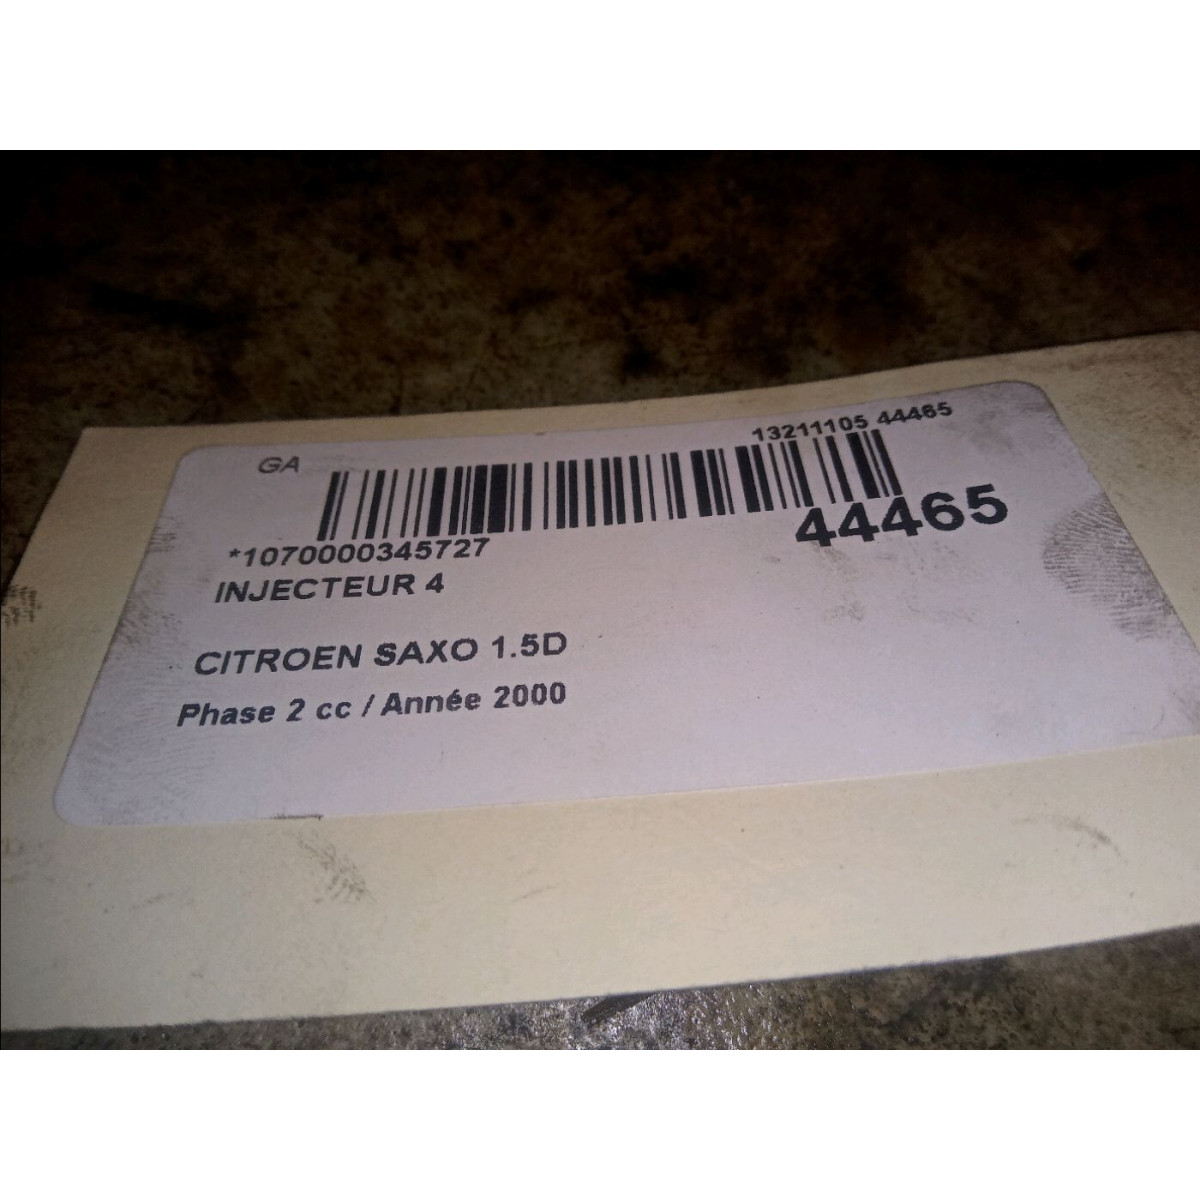 GA
13211105 44465
44465
*1070000345727
INJECTEUR 4
CITROEN SAXO 1.5D
Phase 2 cc / Année 2000